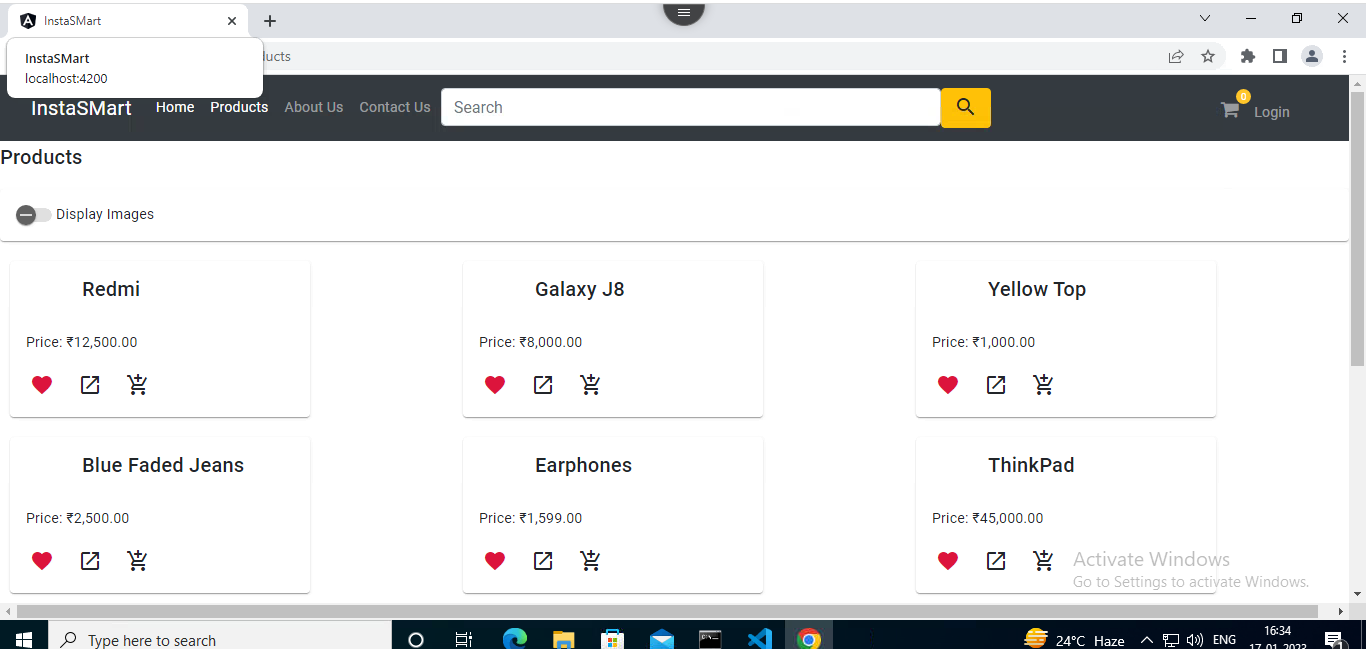 InstaSMart
InstaSMart
localhost:4200
ucts
InstaSMart Home Products About Us Contact Us Search 0 Login
Products
Display Images
Redmi Galaxy J8 Yellow Top
Price: ₹12,500.00 Price: ₹8,000.00 Price: ₹1,000.00
Blue Faded Jeans Earphones ThinkPad
Price: ₹2,500.00 Price: ₹1,599.00 Price: ₹45,000.00
Activate Windows
Go to Settings to activate Windows.
Type here to search 24°C Haze ENG 16:34
17-01-2023